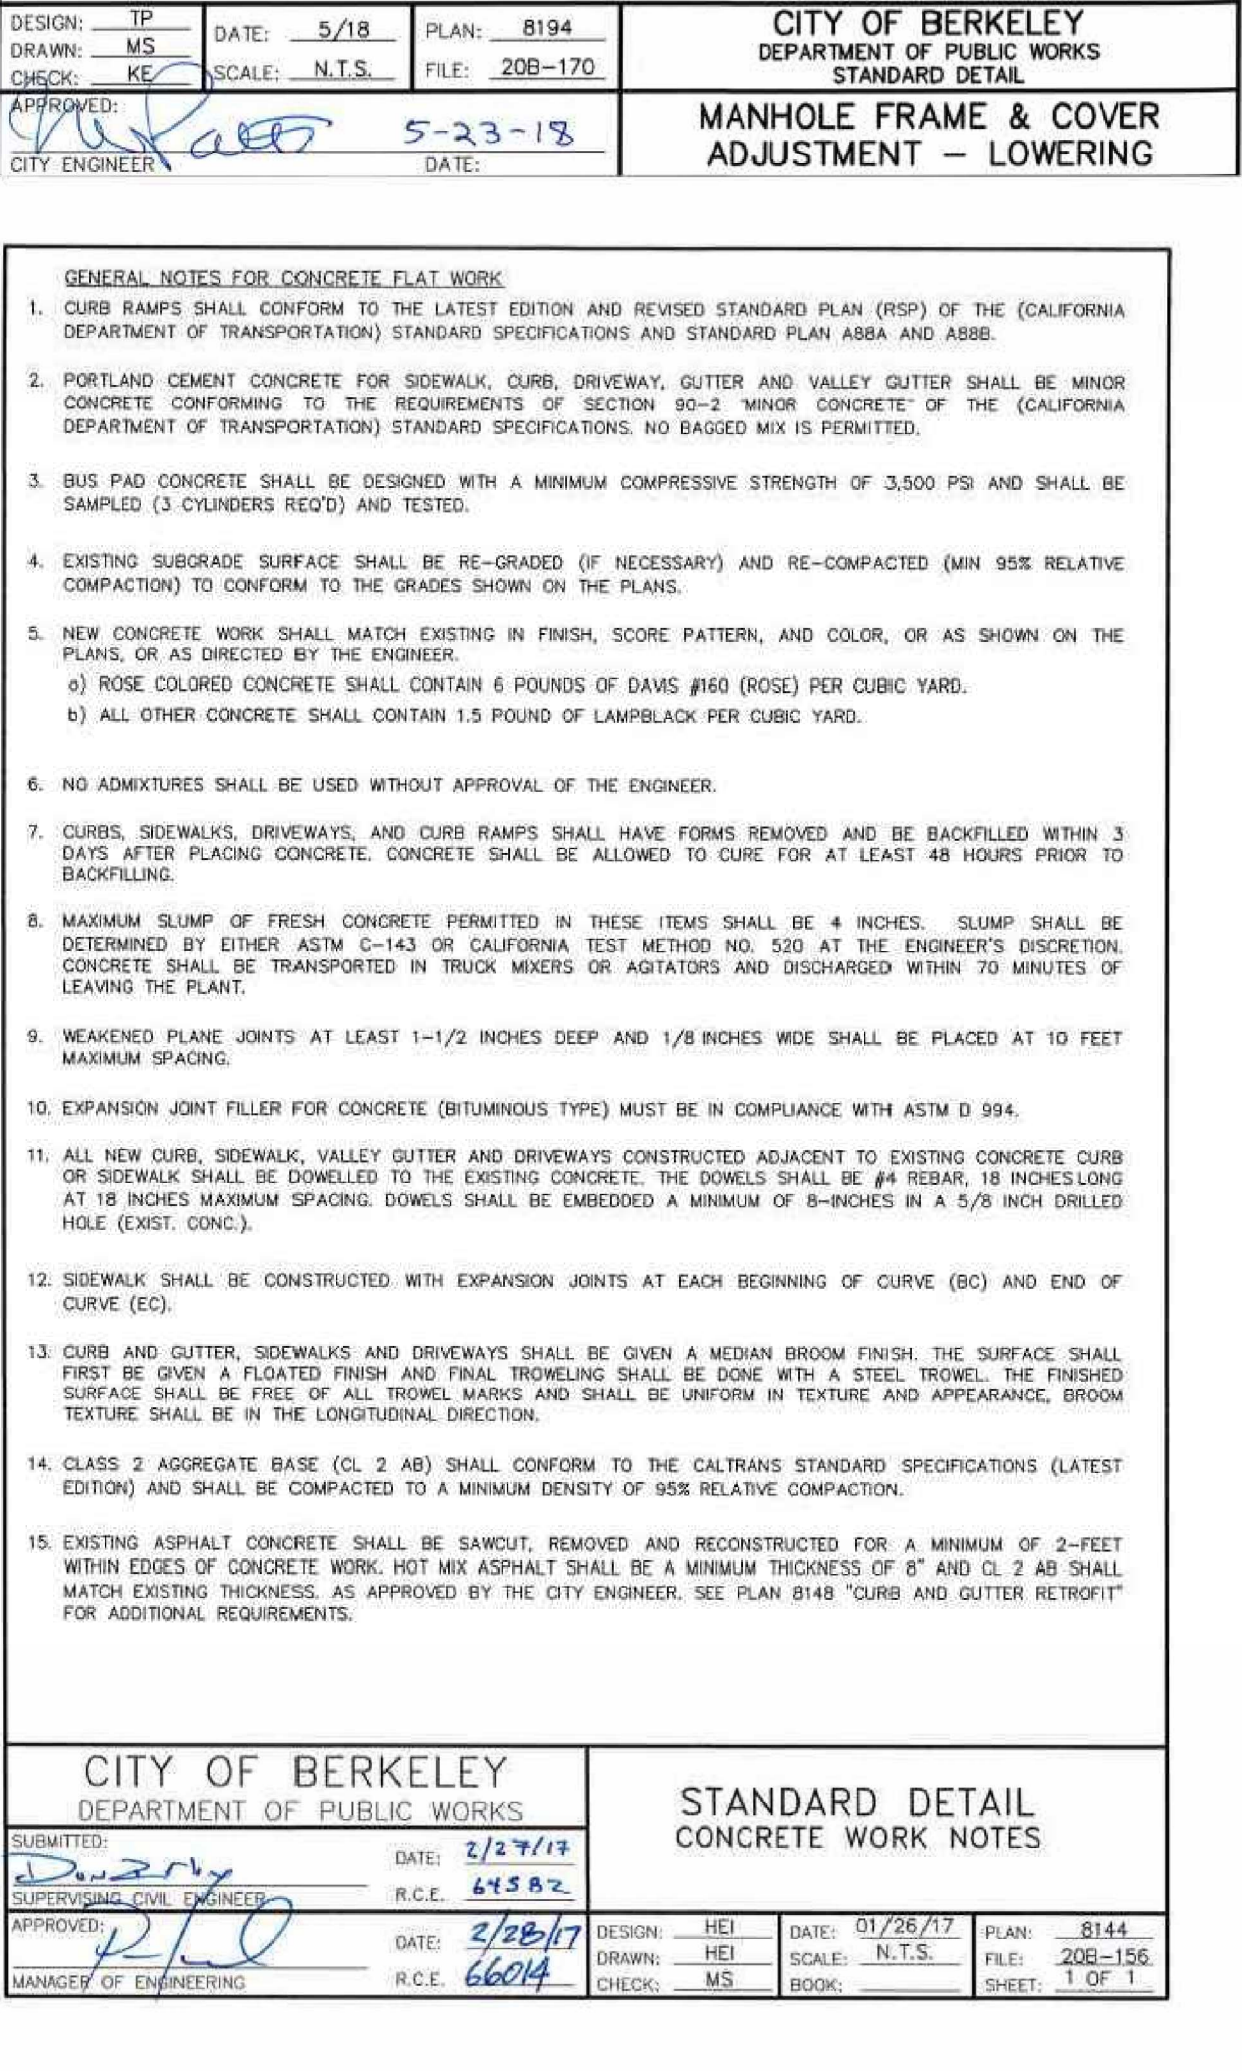 DESIGN: TP
DRAWN: MS
CHECK: KE
DATE: 5/18
SCALE: N.T.S.
PLAN: 8194
FILE: 20B-170
CITY OF BERKELEY
DEPARTMENT OF PUBLIC WORKS
STANDARD DETAIL
APPROVED:
5-23-18
CITY ENGINEER
DATE:
MANHOLE FRAME & COVER
ADJUSTMENT – LOWERING
GENERAL NOTES FOR CONCRETE FLAT WORK
1. CURB RAMPS SHALL CONFORM TO THE LATEST EDITION AND REVISED STANDARD PLAN (RSP) OF THE (CALIFORNIA
DEPARTMENT OF TRANSPORTATION) STANDARD SPECIFICATIONS AND STANDARD PLAN A88A AND A88B.
2. PORTLAND CEMENT CONCRETE FOR SIDEWALK, CURB, DRIVEWAY, GUTTER AND VALLEY GUTTER SHALL BE MINOR
CONCRETE CONFORMING TO THE REQUIREMENTS OF SECTION 90-2 "MINOR CONCRETE" OF THE (CALIFORNIA
DEPARTMENT OF TRANSPORTATION) STANDARD SPECIFICATIONS. NO BAGGED MIX IS PERMITTED.
3. BUS PAD CONCRETE SHALL BE DESIGNED WITH A MINIMUM COMPRESSIVE STRENGTH OF 3,500 PSI AND SHALL BE
SAMPLED (3 CYLINDERS REQ'D) AND TESTED.
4. EXISTING SUBGRADE SURFACE SHALL BE RE-GRADED (IF NECESSARY) AND RE-COMPACTED (MIN 95% RELATIVE
COMPACTION) TO CONFORM TO THE GRADES SHOWN ON THE PLANS.
5. NEW CONCRETE WORK SHALL MATCH EXISTING IN FINISH, SCORE PATTERN, AND COLOR, OR AS SHOWN ON THE
PLANS, OR AS DIRECTED BY THE ENGINEER.
a) ROSE COLORED CONCRETE SHALL CONTAIN 6 POUNDS OF DAVIS #160 (ROSE) PER CUBIC YARD.
b) ALL OTHER CONCRETE SHALL CONTAIN 1.5 POUND OF LAMPBLACK PER CUBIC YARD.
6. NO ADMIXTURES SHALL BE USED WITHOUT APPROVAL OF THE ENGINEER.
7. CURBS, SIDEWALKS, DRIVEWAYS, AND CURB RAMPS SHALL HAVE FORMS REMOVED AND BE BACKFILLED WITHIN 3
DAYS AFTER PLACING CONCRETE. CONCRETE SHALL BE ALLOWED TO CURE FOR AT LEAST 48 HOURS PRIOR TO
BACKFILLING.
8. MAXIMUM SLUMP OF FRESH CONCRETE PERMITTED IN THESE ITEMS SHALL BE 4 INCHES. SLUMP SHALL BE
DETERMINED BY EITHER ASTM C-143 OR CALIFORNIA TEST METHOD NO. 520 AT THE ENGINEER'S DISCRETION.
CONCRETE SHALL BE TRANSPORTED IN TRUCK MIXERS OR AGITATORS AND DISCHARGED WITHIN 70 MINUTES OF
LEAVING THE PLANT.
9. WEAKENED PLANE JOINTS AT LEAST 1-1/2 INCHES DEEP AND 1/8 INCHES WIDE SHALL BE PLACED AT 10 FEET
MAXIMUM SPACING.
10. EXPANSION JOINT FILLER FOR CONCRETE (BITUMINOUS TYPE) MUST BE IN COMPLIANCE WITH ASTM D 994.
11. ALL NEW CURB, SIDEWALK, VALLEY GUTTER AND DRIVEWAYS CONSTRUCTED ADJACENT TO EXISTING CONCRETE CURB
OR SIDEWALK SHALL BE DOWELLED TO THE EXISTING CONCRETE. THE DOWELS SHALL BE #4 REBAR, 18 INCHES LONG
AT 18 INCHES MAXIMUM SPACING. DOWELS SHALL BE EMBEDDED A MINIMUM OF 8-INCHES IN A 5/8 INCH DRILLED
HOLE (EXIST. CONC.).
12. SIDEWALK SHALL BE CONSTRUCTED WITH EXPANSION JOINTS AT EACH BEGINNING OF CURVE (BC) AND END OF
CURVE (EC).
13. CURB AND GUTTER, SIDEWALKS AND DRIVEWAYS SHALL BE GIVEN A MEDIAN BROOM FINISH. THE SURFACE SHALL
FIRST BE GIVEN A FLOATED FINISH AND FINAL TROWELING SHALL BE DONE WITH A STEEL TROWEL. THE FINISHED
SURFACE SHALL BE FREE OF ALL TROWEL MARKS AND SHALL BE UNIFORM IN TEXTURE AND APPEARANCE, BROOM
TEXTURE SHALL BE IN THE LONGITUDINAL DIRECTION.
14. CLASS 2 AGGREGATE BASE (CL 2 AB) SHALL CONFORM TO THE CALTRANS STANDARD SPECIFICATIONS (LATEST
EDITION) AND SHALL BE COMPACTED TO A MINIMUM DENSITY OF 95% RELATIVE COMPACTION.
15. EXISTING ASPHALT CONCRETE SHALL BE SAWCUT, REMOVED AND RECONSTRUCTED FOR A MINIMUM OF 2-FEET
WITHIN EDGES OF CONCRETE WORK. HOT MIX ASPHALT SHALL BE A MINIMUM THICKNESS OF 8" AND CL 2 AB SHALL
MATCH EXISTING THICKNESS. AS APPROVED BY THE CITY ENGINEER. SEE PLAN 8148 "CURB AND GUTTER RETROFIT"
FOR ADDITIONAL REQUIREMENTS.
CITY OF BERKELEY
DEPARTMENT OF PUBLIC WORKS
SUBMITTED:
DATE: 2/27/17
SUPERVISING CIVIL ENGINEER
R.C.E. 64582
APPROVED:
DATE: 2/28/17
MANAGER OF ENGINEERING
R.C.E. 66014
STANDARD DETAIL
CONCRETE WORK NOTES
DESIGN: HEI
DRAWN: HEI
CHECK: MS
DATE: 01/26/17
SCALE: N.T.S.
BOOK:
PLAN: 8144
FILE: 20B-156
SHEET: 1 OF 1